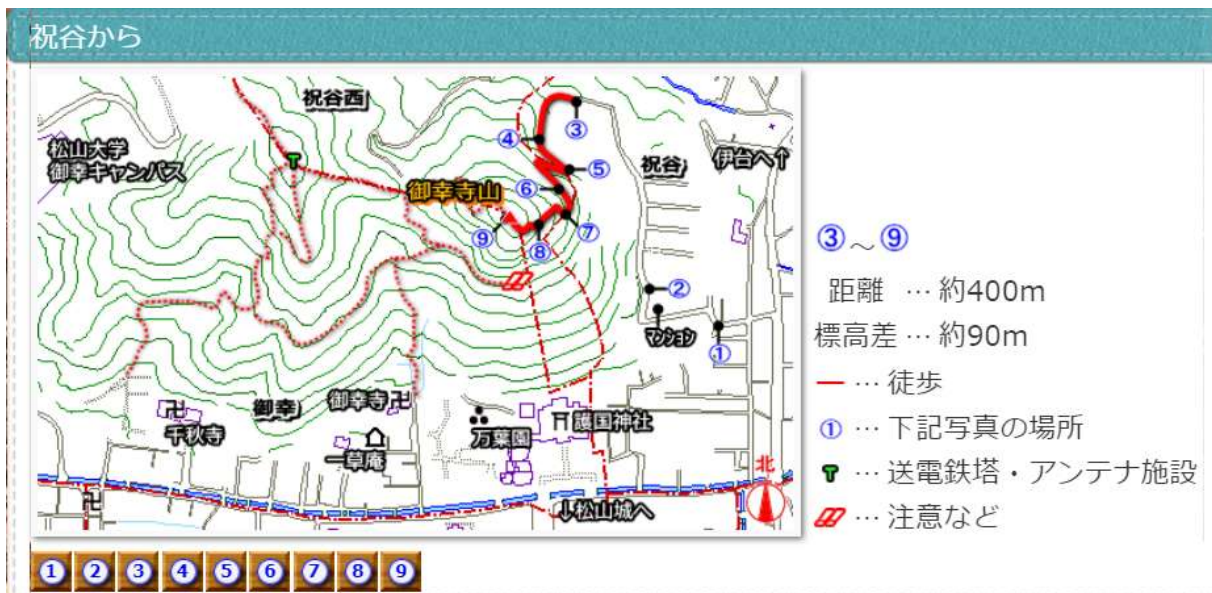 祝谷から
祝谷西
③
④
松山大学
御幸キャンパス
⑤
祝谷
伊台へ↑
⑥
御幸寺山
⑦
⑨
⑧
②
マンション
①
千秋寺
御幸
御幸寺
一草庵
万葉園
護国神社
北
↓松山城へ
③～⑨
距離 … 約400m
標高差 … 約90m
… 徒歩
① … 下記写真の場所
T … 送電鉄塔・アンテナ施設
… 注意など
① ② ③ ④ ⑤ ⑥ ⑦ ⑧ ⑨